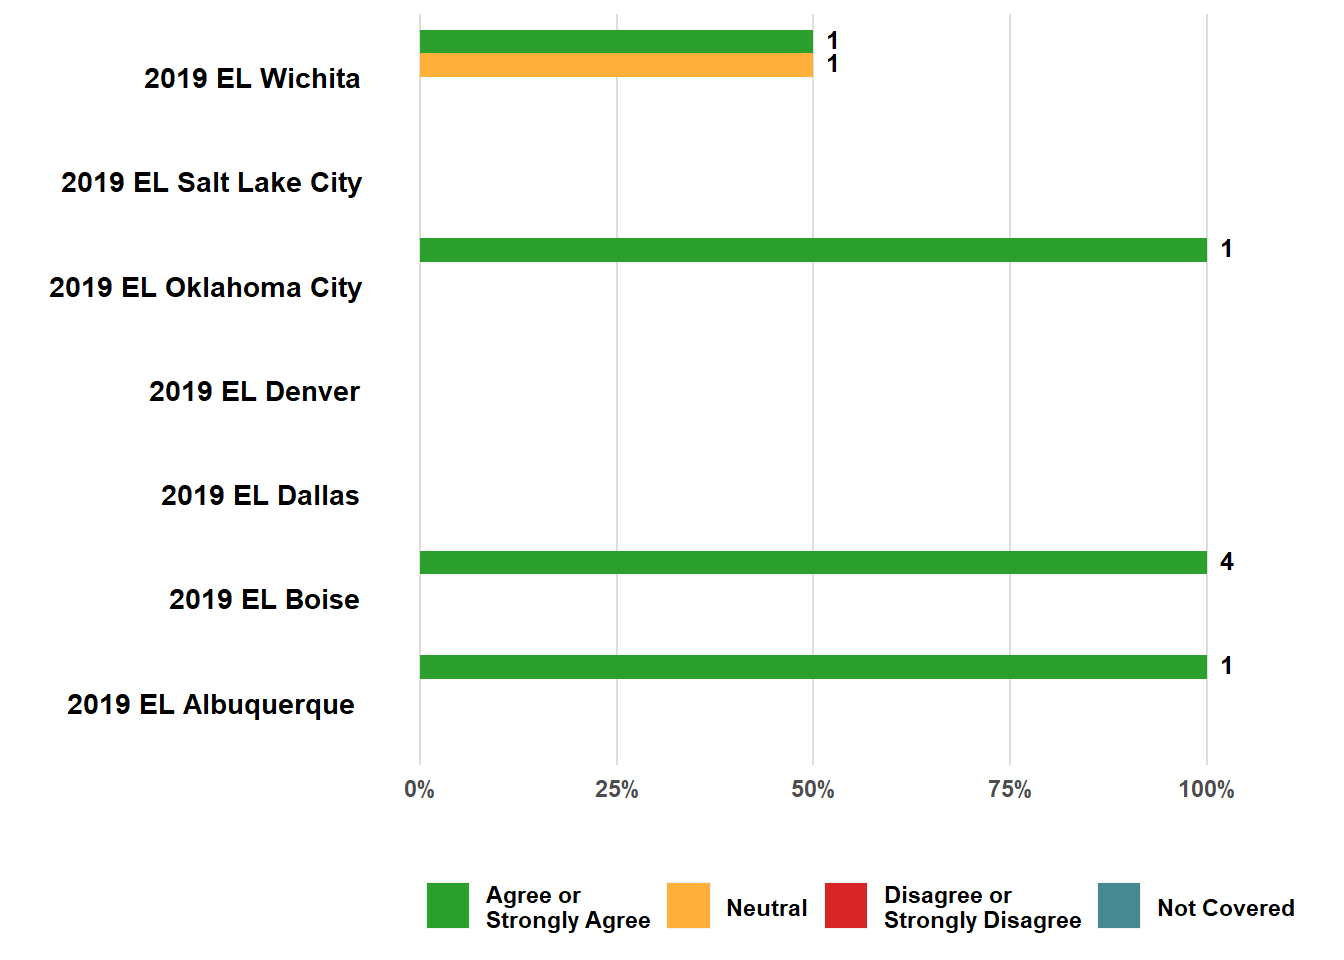 1
1
2019 EL Wichita
2019 EL Salt Lake City
1
2019 EL Oklahoma City
2019 EL Denver
2019 EL Dallas
4
2019 EL Boise
1
2019 EL Albuquerque
0% 25% 50% 75% 100%
Agree or
Strongly Agree
Neutral
Disagree or
Strongly Disagree
Not Covered